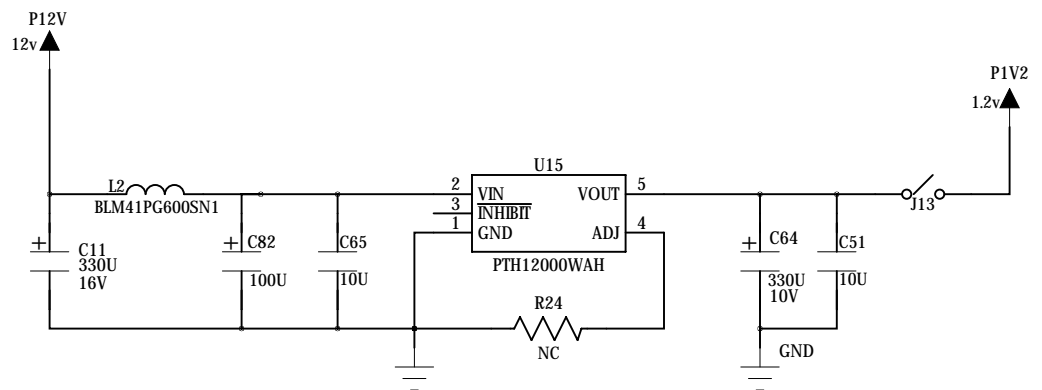 P12V
12v
P1V2
1.2v
U15
L2
BLM41PG600SN1
2
VIN
VOUT
5
3
INHIBIT
1
GND
ADJ
4
J13
PTH12000WAH
C11
330U
16V
C82
100U
C65
10U
C64
330U
10V
C51
10U
R24
NC
GND